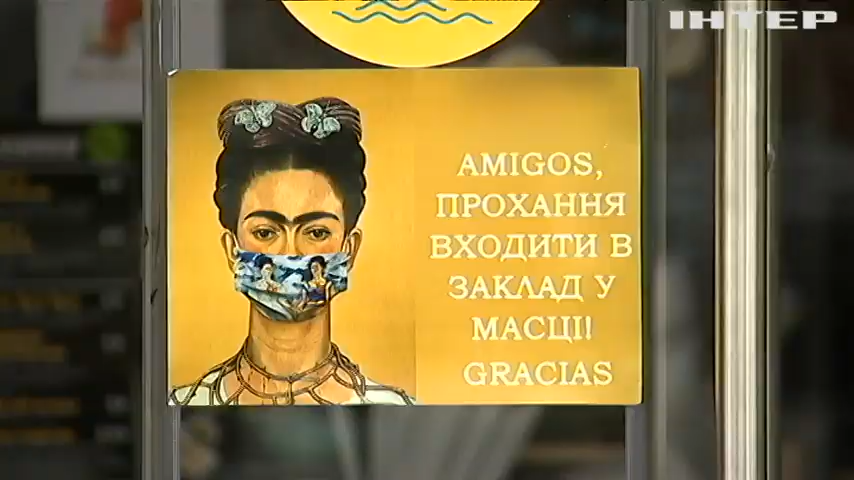 ІНТЕР
AMIGOS,
ПРОХАННЯ
ВХОДИТИ В
ЗАКЛАД У
МАСЦІ!
GRACIAS